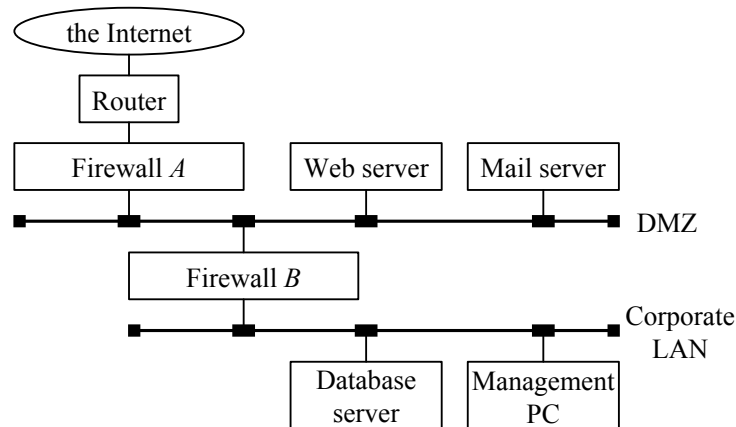 the Internet
Router
Firewall A
Web server
Mail server
DMZ
Firewall B
Corporate
LAN
Database
server
Management
PC